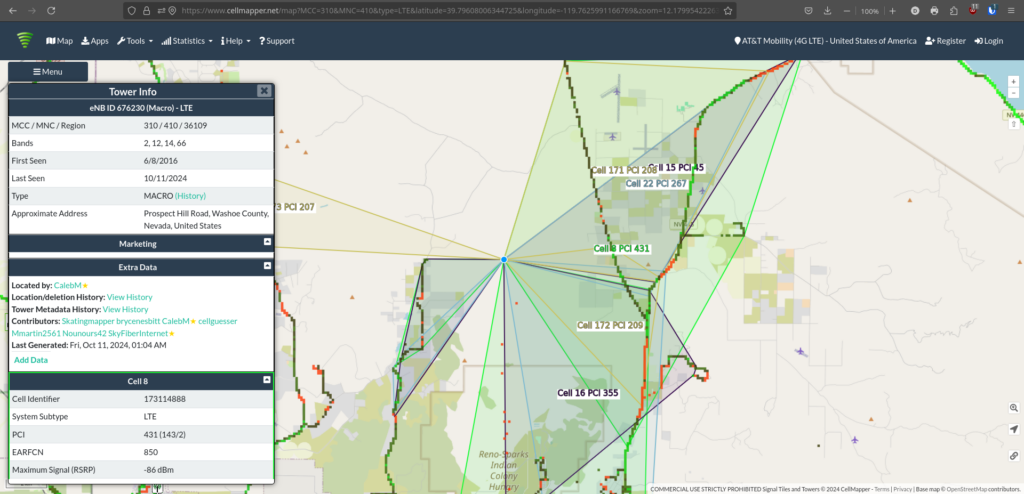 https://www.cellmapper.net/map?MCC=310&MNC=410&type=LTE&latitude=39.79608006344725&longitude=-119.7625991166769&zoom=12.1799542226
100%
Map
Apps
Tools
Statistics
Help
Support
AT&T Mobility (4G LTE) - United States of America
Register
Login
Menu
Tower Info
eNB ID 676230 (Macro) - LTE
MCC / MNC / Region 310 / 410 / 36109
Bands 2, 12, 14, 66
First Seen 6/8/2016
Last Seen 10/11/2024
Type MACRO (History)
Approximate Address Prospect Hill Road, Washoe County,
Nevada, United States
Marketing
Extra Data
Located by: CalebM
Location/deletion History: View History
Tower Metadata History: View History
Contributors: Skatingmapper brycenesbitt CalebM cellguesser
Mmartin2561 Nounours42 SkyFiberInternet
Last Generated: Fri, Oct 11, 2024, 01:04 AM
Add Data
Cell 8
Cell Identifier 173114888
System Subtype LTE
PCI 431 (143/2)
EARFCN 850
Maximum Signal (RSRP) -86 dBm
Cell 171 PCI 208
Cell 15 PCI 45
Cell 22 PCI 267
3 PCI 207
Cell 8 PCI 431
Cell 172 PCI 209
Cell 16 PCI 355
Reno-Sparks
Indian
Colony
Hungry
COMMERCIAL USE STRICTLY PROHIBITED Signal Tiles and Towers © 2024 CellMapper - Terms | Privacy | Base map © OpenStreetMap contributors.